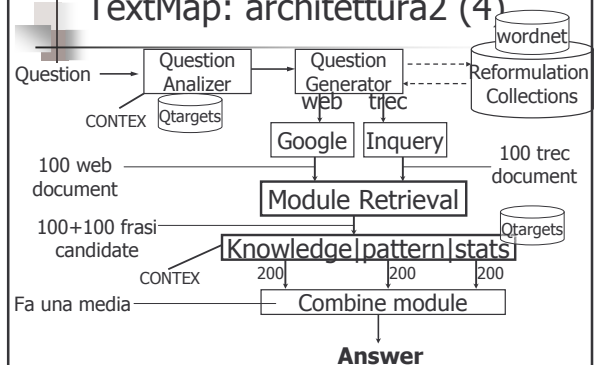 TextMap: architettura2 (4)
wordnet
Question
Question
Analizer
Question
Generator
Reformulation
Collections
CONTEX
Qtargets
web trec
Google
Inquery
100 web
document
100 trec
document
Module Retrieval
100+100 frasi
candidate
Qtargets
Knowledge|pattern|stats
CONTEX
200
200
200
Fa una media
Combine module
Answer